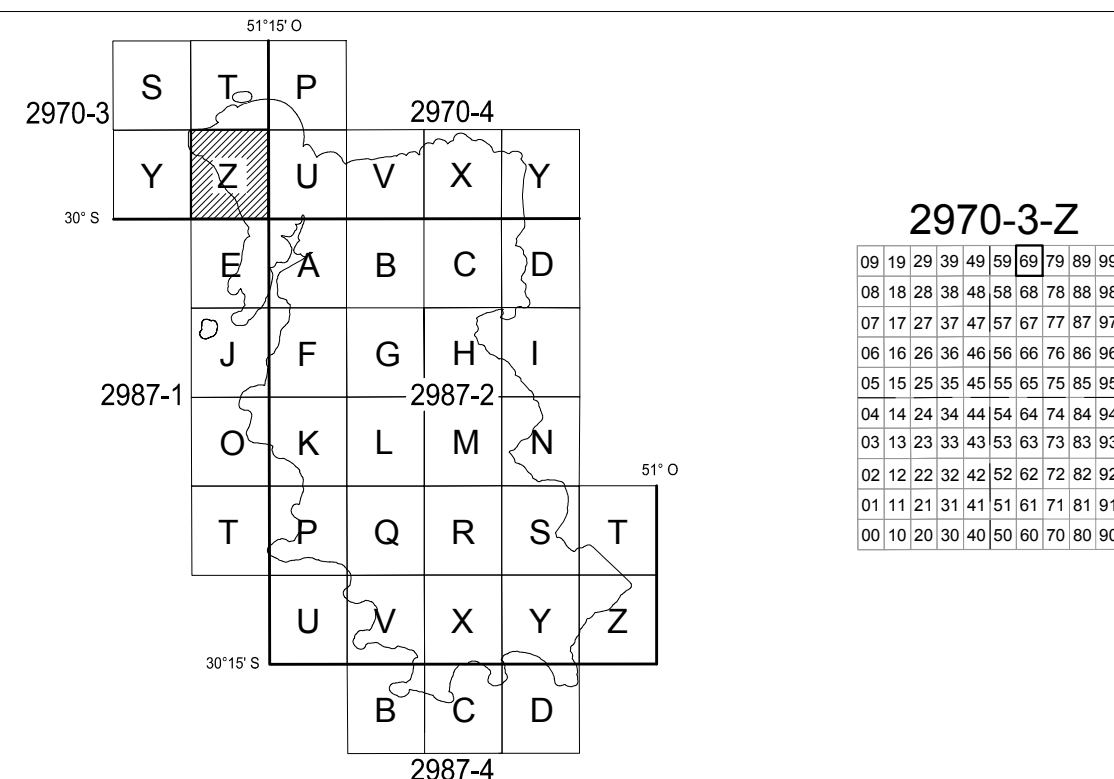 51°15' O
S T P
2970-3 2970-4
Y Z U V X Y
30° S
E A B C D
J F G H I
2987-1 2987-2
O K L M N
51° O
T P Q R S T
U V X Y Z
30°15' S
B C D
2987-4
2970-3-Z
09 19 29 39 49 59 69 79 89 99
08 18 28 38 48 58 68 78 88 98
07 17 27 37 47 57 67 77 87 97
06 16 26 36 46 56 66 76 86 96
05 15 25 35 45 55 65 75 85 95
04 14 24 34 44 54 64 74 84 94
03 13 23 33 43 53 63 73 83 93
02 12 22 32 42 52 62 72 82 92
01 11 21 31 41 51 61 71 81 91
00 10 20 30 40 50 60 70 80 90